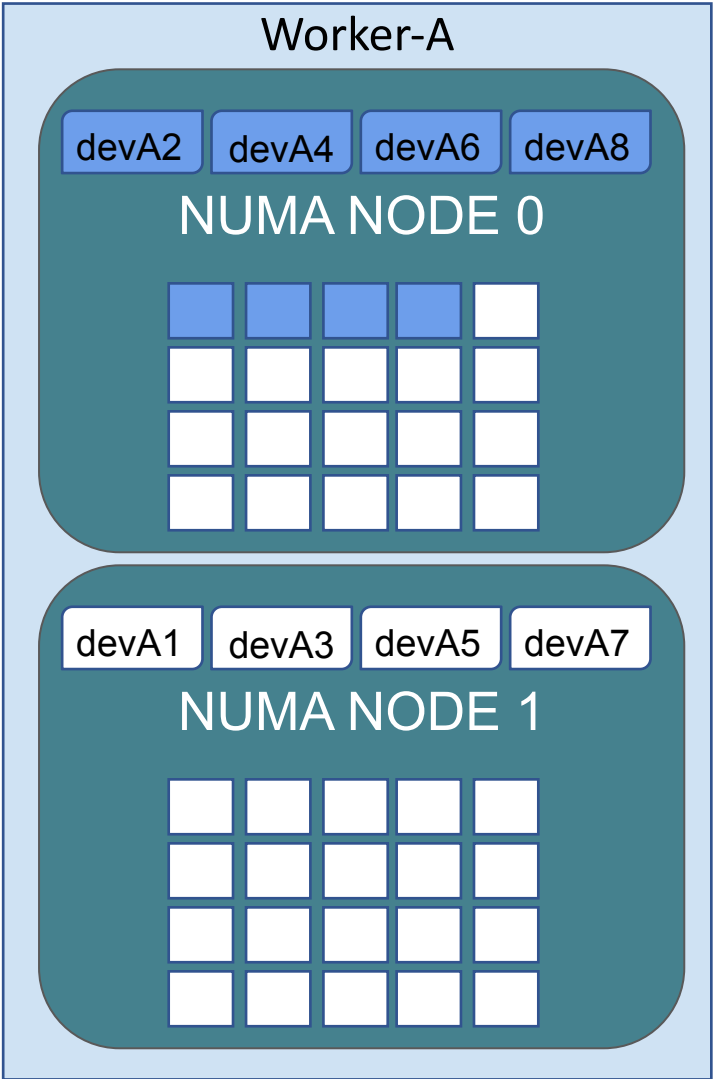 Worker-A
devA2 devA4 devA6 devA8
NUMA NODE 0
devA1 devA3 devA5 devA7
NUMA NODE 1